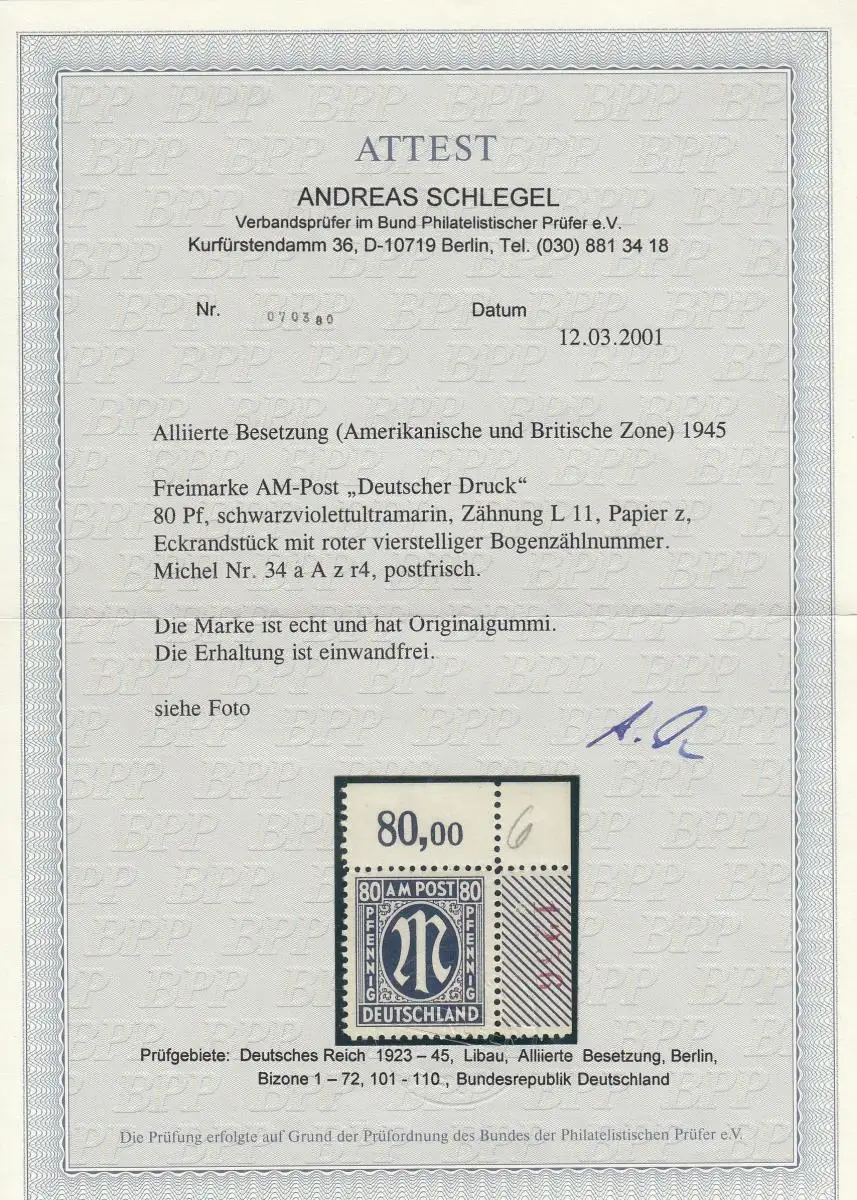 ATTEST
ANDREAS SCHLEGEL
Verbandsprüfer im Bund Philatelistischer Prüfer e.V.
Kurfürstendamm 36, D-10719 Berlin, Tel. (030) 881 34 18
Nr. 070380 Datum
12.03.2001
Alliierte Besetzung (Amerikanische und Britische Zone) 1945
Freimarke AM-Post „Deutscher Druck“
80 Pf, schwarzviolettultramarin, Zähnung L 11, Papier z,
Eckrandstück mit roter vierstelliger Bogenzählnummer.
Michel Nr. 34 a A z r4, postfrisch.
Die Marke ist echt und hat Originalgummi.
Die Erhaltung ist einwandfrei.
siehe Foto
80,00 6
80 AM POST 80
PFENNIG PFENNIG
DEUTSCHLAND
Prüfgebiete: Deutsches Reich 1923 – 45, Libau, Alliierte Besetzung, Berlin,
Bizone 1 – 72, 101 - 110., Bundesrepublik Deutschland
Die Prüfung erfolgte auf Grund der Prüfordnung des Bundes der Philatelistischen Prüfer e.V.